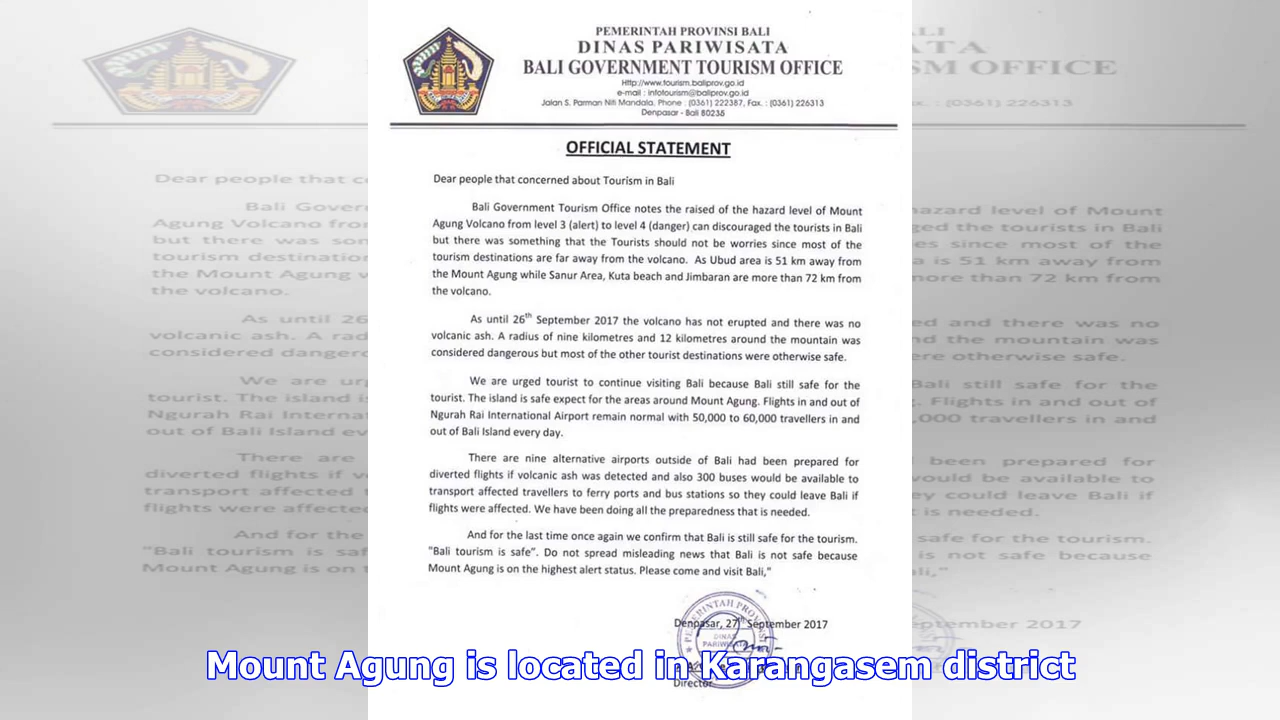 PEMERINTAH PROVINSI BALI
DINAS PARIWISATA
BALI GOVERNMENT TOURISM OFFICE
Http://www.tourism.baliprov.go.id
e-mail : infotourism@baliprov.go.id
Jalan S. Parman Niti Mandala, Phone : (0361) 222387, Fax. : (0361) 226313
Denpasar - Bali 80235
OFFICIAL STATEMENT
Dear people that concerned about Tourism in Bali
Bali Government Tourism Office notes the raised of the hazard level of Mount
Agung Volcano from level 3 (alert) to level 4 (danger) can discouraged the tourists in Bali
but there was something that the Tourists should not be worries since most of the
tourism destinations are far away from the volcano. As Ubud area is 51 km away from
the Mount Agung while Sanur Area, Kuta beach and Jimbaran are more than 72 km from
the volcano.
As until 26th September 2017 the volcano has not erupted and there was no
volcanic ash. A radius of nine kilometres and 12 kilometres around the mountain was
considered dangerous but most of the other tourist destinations were otherwise safe.
We are urged tourist to continue visiting Bali because Bali still safe for the
tourist. The island is safe expect for the areas around Mount Agung. Flights in and out of
Ngurah Rai International Airport remain normal with 50,000 to 60,000 travellers in and
out of Bali Island every day.
There are nine alternative airports outside of Bali had been prepared for
diverted flights if volcanic ash was detected and also 300 buses would be available to
transport affected travellers to ferry ports and bus stations so they could leave Bali if
flights were affected. We have been doing all the preparedness that is needed.
And for the last time once again we confirm that Bali is still safe for the tourism.
"Bali tourism is safe". Do not spread misleading news that Bali is not safe because
Mount Agung is on the highest alert status. Please come and visit Bali,"
Denpasar, 27th September 2017
PEMERINTAH PROVINSI
DINAS
PARIWISATA
Director
Mount Agung is located in Karangasem district